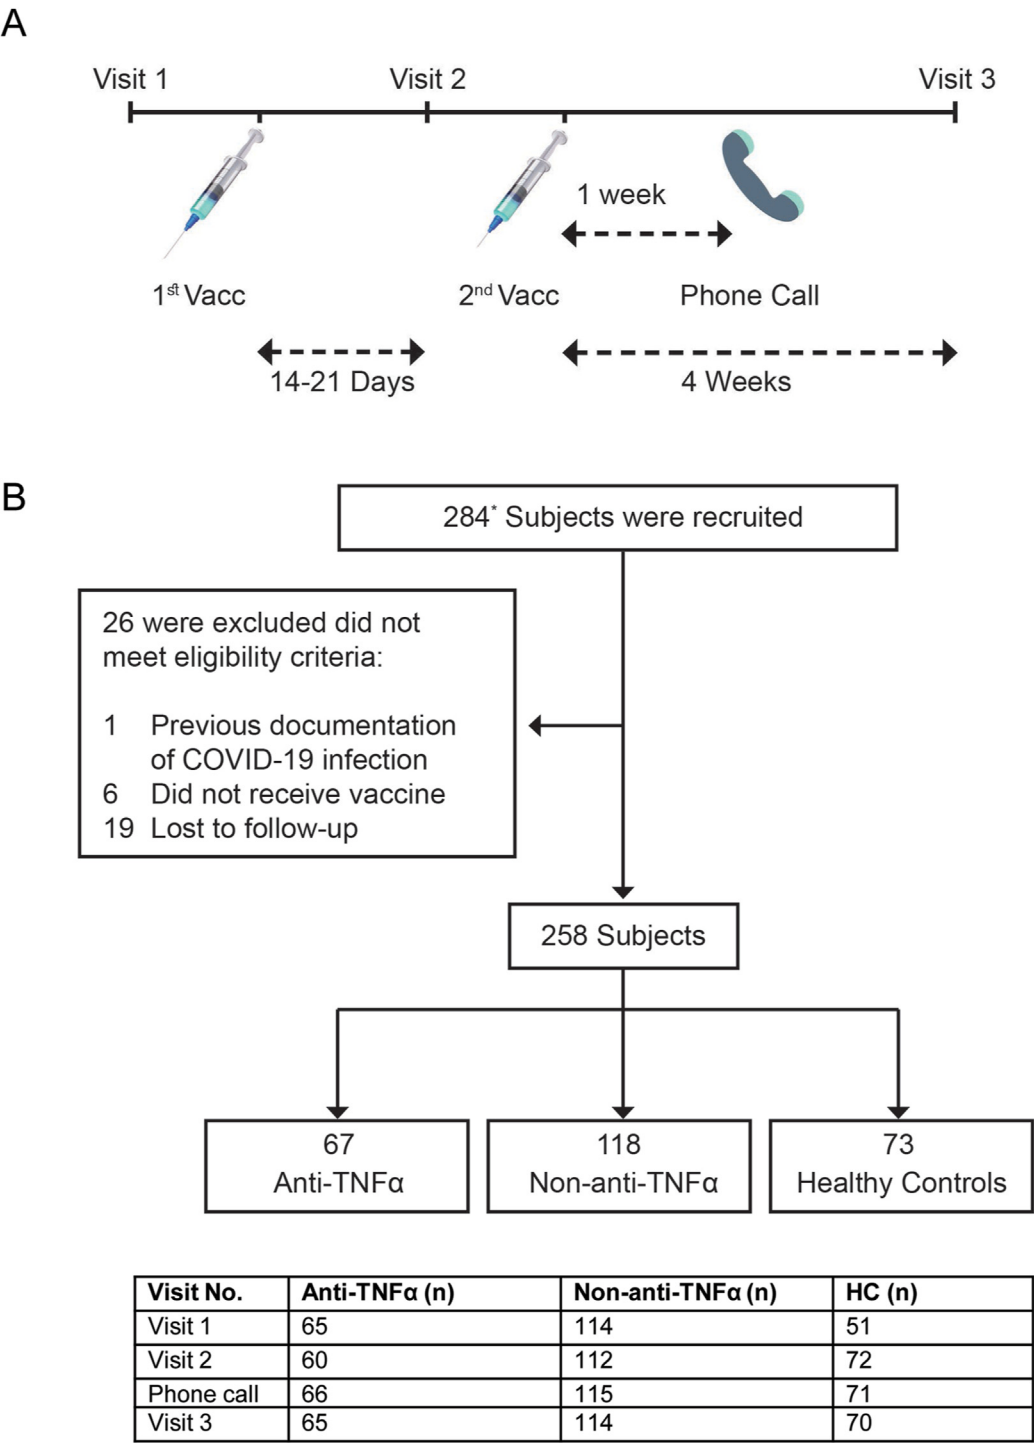 A
Visit 1 Visit 2 Visit 3
1 week
1st Vacc 2nd Vacc Phone Call
14-21 Days 4 Weeks
B
284* Subjects were recruited
26 were excluded did not
meet eligibility criteria:
1 Previous documentation
of COVID-19 infection
6 Did not receive vaccine
19 Lost to follow-up
258 Subjects
67 118 73
Anti-TNFα Non-anti-TNFα Healthy Controls
Visit No. Anti-TNFα (n) Non-anti-TNFα (n) HC (n)
Visit 1 65 114 51
Visit 2 60 112 72
Phone call 66 115 71
Visit 3 65 114 70